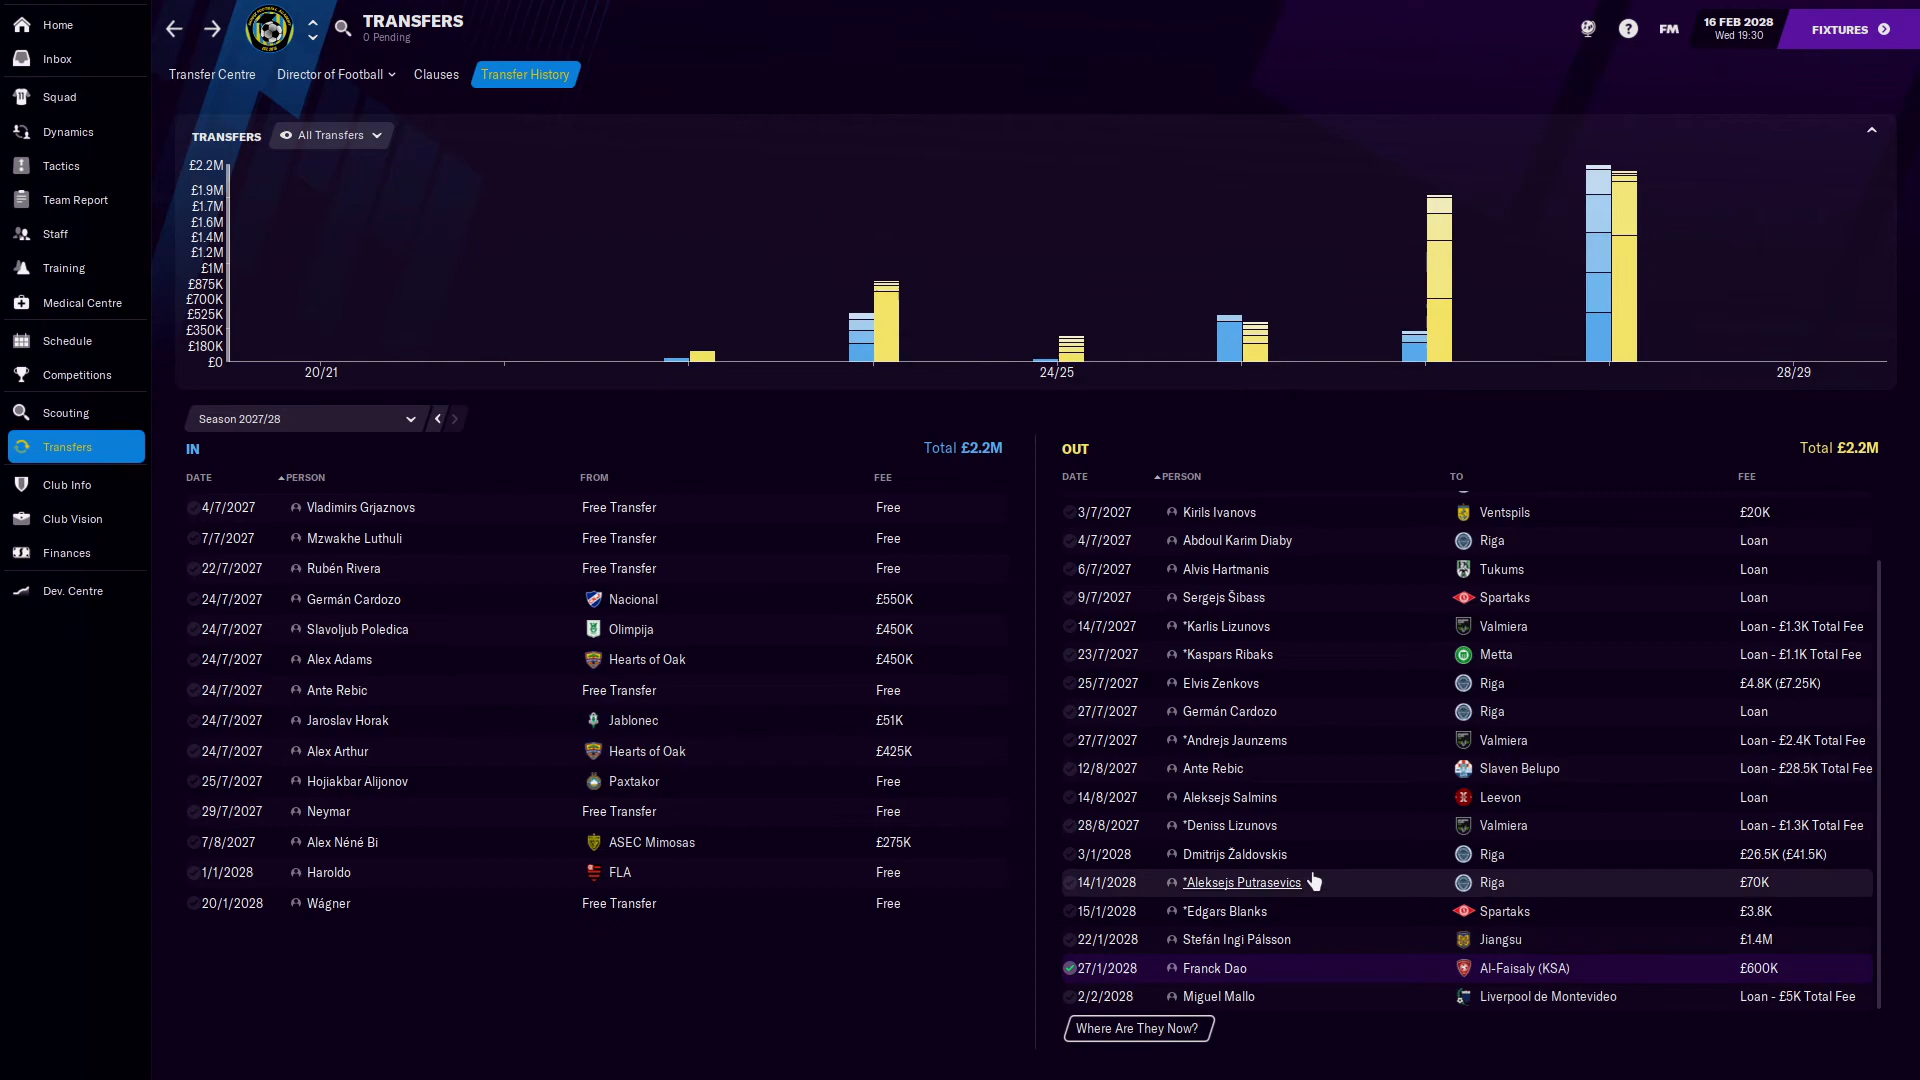 Home
Inbox
Squad
Dynamics
Tactics
Team Report
Staff
Training
Medical Centre
Schedule
Competitions
Scouting
Transfers
Club Info
Club Vision
Finances
Dev. Centre
TRANSFERS
0 Pending
FM
16 FEB 2028
Wed 19:30
FIXTURES
Transfer Centre
Director of Football
Clauses
Transfer History
TRANSFERS
All Transfers
£2.2M
£1.9M
£1.7M
£1.6M
£1.4M
£1.2M
£1M
£875K
£700K
£525K
£350K
£180K
£0
20/21
24/25
28/29
Season 2027/28
IN
Total £2.2M
DATE PERSON FROM FEE
4/7/2027 Vladimirs Grjaznovs Free Transfer Free
7/7/2027 Mzwakhe Luthuli Free Transfer Free
22/7/2027 Rubén Rivera Free Transfer Free
24/7/2027 Germán Cardozo Nacional £550K
24/7/2027 Slavoljub Poledica Olimpija £450K
24/7/2027 Alex Adams Hearts of Oak £450K
24/7/2027 Ante Rebic Free Transfer Free
24/7/2027 Jaroslav Horak Jablonec £51K
24/7/2027 Alex Arthur Hearts of Oak £425K
25/7/2027 Hojiakbar Alijonov Paxtakor Free
29/7/2027 Neymar Free Transfer Free
7/8/2027 Alex Néné Bi ASEC Mimosas £275K
1/1/2028 Haroldo FLA Free
20/1/2028 Wágner Free Transfer Free
OUT
Total £2.2M
DATE PERSON TO FEE
3/7/2027 Kirils Ivanovs Ventspils £20K
4/7/2027 Abdoul Karim Diaby Riga Loan
6/7/2027 Alvis Hartmanis Tukums Loan
9/7/2027 Sergejs Šibass Spartaks Loan
14/7/2027 *Karlis Lizunovs Valmiera Loan - £1.3K Total Fee
23/7/2027 *Kaspars Ribaks Metta Loan - £1.1K Total Fee
25/7/2027 Elvis Zenkovs Riga £4.8K (£7.25K)
27/7/2027 Germán Cardozo Riga Loan
27/7/2027 *Andrejs Jaunzems Valmiera Loan - £2.4K Total Fee
12/8/2027 Ante Rebic Slaven Belupo Loan - £28.5K Total Fee
14/8/2027 Aleksejs Salmins Leevon Loan
28/8/2027 *Deniss Lizunovs Valmiera Loan - £1.3K Total Fee
3/1/2028 Dmitrijs Žaldovskis Riga £26.5K (£41.5K)
14/1/2028 *Aleksejs Putrasevics Riga £70K
15/1/2028 *Edgars Blanks Spartaks £3.8K
22/1/2028 Stefán Ingi Pálsson Jiangsu £1.4M
27/1/2028 Franck Dao Al-Faisaly (KSA) £600K
2/2/2028 Miguel Mallo Liverpool de Montevideo Loan - £5K Total Fee
Where Are They Now?